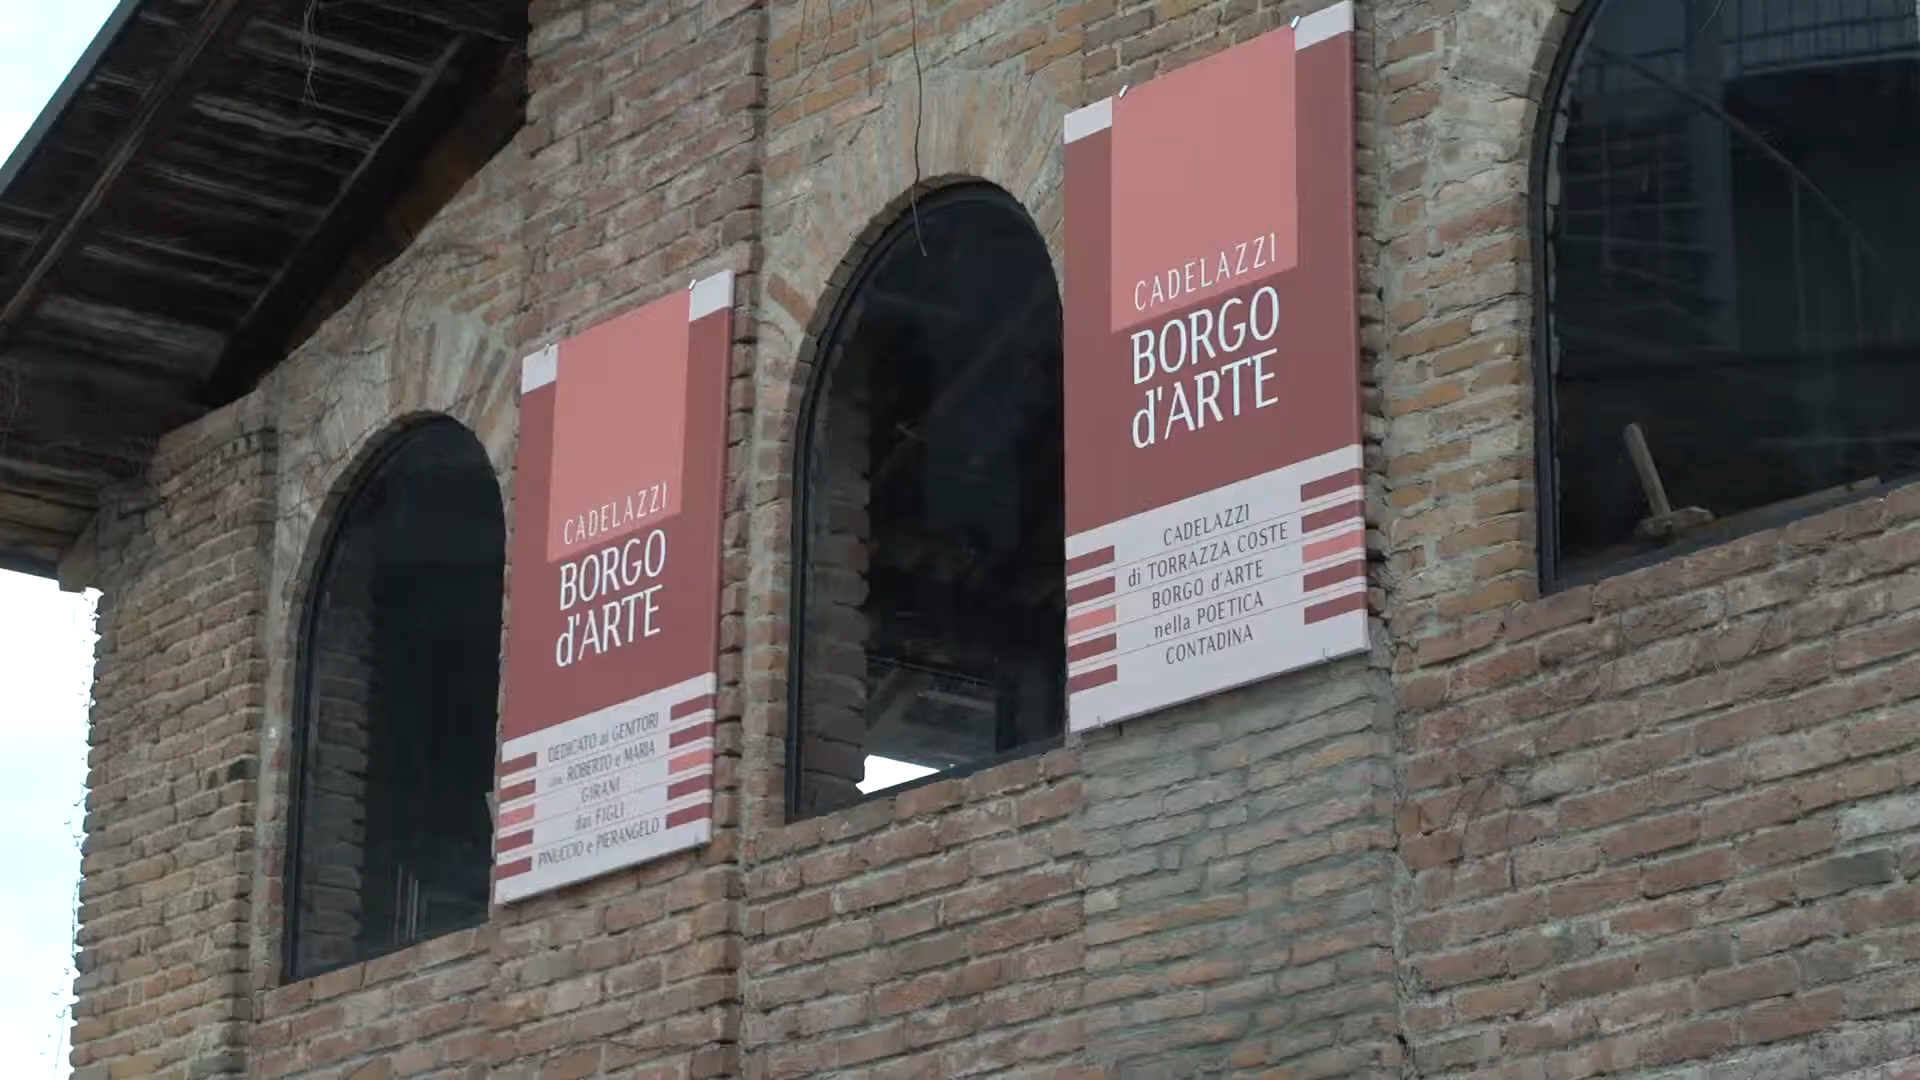 CADELAZZI
BORGO
d'ARTE
DEDICATO ai GENITORI
ROBERTO e MARIA
GIRANI
dai FIGLI
PINUCCIO e PIERANGELO
CADELAZZI
BORGO
d'ARTE
CADELAZZI
di TORRAZZA COSTE
BORGO d'ARTE
nella POETICA
CONTADINA